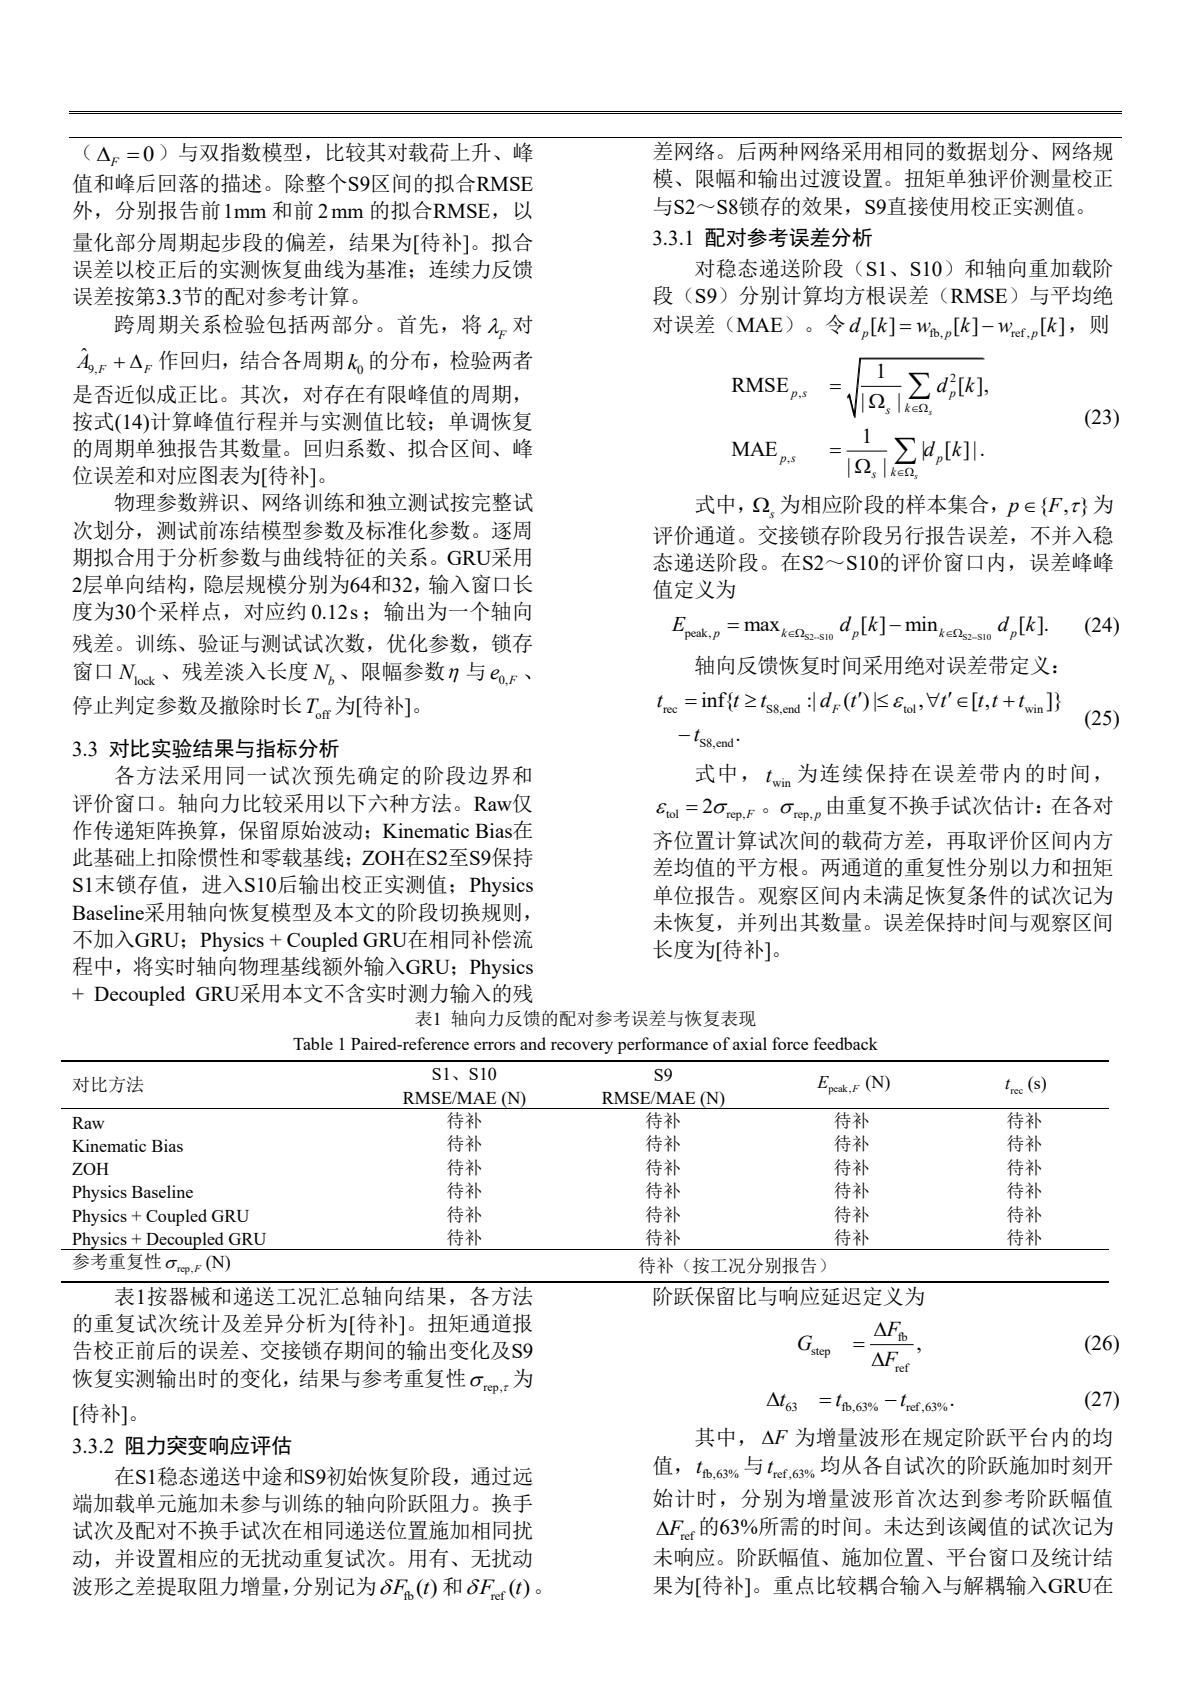 （Δ_F = 0）与双指数模型，比较其对载荷上升、峰
值和峰后回落的描述。除整个S9区间的拟合RMSE
外，分别报告前1mm 和前 2 mm 的拟合RMSE，以
量化部分周期起步段的偏差，结果为[待补]。拟合
误差以校正后的实测恢复曲线为基准；连续力反馈
误差按第3.3节的配对参考计算。
跨周期关系检验包括两部分。首先，将 λ_F 对
Â_{9,F} + Δ_F 作回归，结合各周期 k_0 的分布，检验两者
是否近似成正比。其次，对存在有限峰值的周期，
按式(14)计算峰值行程并与实测值比较；单调恢复
的周期单独报告其数量。回归系数、拟合区间、峰
位误差和对应图表为[待补]。
物理参数辨识、网络训练和独立测试按完整试
次划分，测试前冻结模型参数及标准化参数。逐周
期拟合用于分析参数与曲线特征的关系。GRU采用
2层单向结构，隐层规模分别为64和32，输入窗口长
度为30个采样点，对应约 0.12s；输出为一个轴向
残差。训练、验证与测试试次数，优化参数，锁存
窗口 N_lock 、残差淡入长度 N_b 、限幅参数 η 与 e_{0,F} 、
停止判定参数及撤除时长 T_off 为[待补]。
3.3 对比实验结果与指标分析
各方法采用同一试次预先确定的阶段边界和
评价窗口。轴向力比较采用以下六种方法。Raw仅
作传递矩阵换算，保留原始波动；Kinematic Bias在
此基础上扣除惯性和零载基线；ZOH在S2至S9保持
S1末锁存值，进入S10后输出校正实测值；Physics
Baseline采用轴向恢复模型及本文的阶段切换规则，
不加入GRU；Physics + Coupled GRU在相同补偿流
程中，将实时轴向物理基线额外输入GRU；Physics
+ Decoupled GRU采用本文不含实时测力输入的残
差网络。后两种网络采用相同的数据划分、网络规
模、限幅和输出过渡设置。扭矩单独评价测量校正
与S2～S8锁存的效果，S9直接使用校正实测值。
3.3.1 配对参考误差分析
对稳态递送阶段（S1、S10）和轴向重加载阶
段（S9）分别计算均方根误差（RMSE）与平均绝
对误差（MAE）。令 d_p[k] = w_{fb,p}[k] − w_{ref,p}[k]，则
RMSE_{p,s} = √(1/|Ω_s| ∑_{k∈Ω_s} d_p^2[k]),
MAE_{p,s} = 1/|Ω_s| ∑_{k∈Ω_s} |d_p[k]|.
(23)
式中，Ω_s 为相应阶段的样本集合，p ∈ {F,τ} 为
评价通道。交接锁存阶段另行报告误差，不并入稳
态递送阶段。在S2～S10的评价窗口内，误差峰峰
值定义为
E_{peak,p} = max_{k∈Ω_{S2–S10}} d_p[k] − min_{k∈Ω_{S2–S10}} d_p[k]. (24)
轴向反馈恢复时间采用绝对误差带定义：
t_rec = inf{t ≥ t_{S8,end} :| d_F(t′) |≤ ε_tol ,∀t′ ∈[t,t + t_win]}
− t_{S8,end}.
(25)
式中， t_win 为连续保持在误差带内的时间，
ε_tol = 2σ_{rep,F} 。σ_{rep,p} 由重复不换手试次估计：在各对
齐位置计算试次间的载荷方差，再取评价区间内方
差均值的平方根。两通道的重复性分别以力和扭矩
单位报告。观察区间内未满足恢复条件的试次记为
未恢复，并列出其数量。误差保持时间与观察区间
长度为[待补]。
表1 轴向力反馈的配对参考误差与恢复表现
Table 1 Paired-reference errors and recovery performance of axial force feedback
对比方法 S1、S10 RMSE/MAE (N) S9 RMSE/MAE (N) E_{peak,F} (N) t_rec (s)
Raw 待补 待补 待补 待补
Kinematic Bias 待补 待补 待补 待补
ZOH 待补 待补 待补 待补
Physics Baseline 待补 待补 待补 待补
Physics + Coupled GRU 待补 待补 待补 待补
Physics + Decoupled GRU 待补 待补 待补 待补
参考重复性 σ_{rep,F} (N) 待补（按工况分别报告）
表1按器械和递送工况汇总轴向结果，各方法
的重复试次统计及差异分析为[待补]。扭矩通道报
告校正前后的误差、交接锁存期间的输出变化及S9
恢复实测输出时的变化，结果与参考重复性 σ_{rep,τ} 为
[待补]。
3.3.2 阻力突变响应评估
在S1稳态递送中途和S9初始恢复阶段，通过远
端加载单元施加未参与训练的轴向阶跃阻力。换手
试次及配对不换手试次在相同递送位置施加相同扰
动，并设置相应的无扰动重复试次。用有、无扰动
波形之差提取阻力增量，分别记为 δF_fb(t) 和 δF_ref(t) 。
阶跃保留比与响应延迟定义为
G_step = ΔF_fb / ΔF_ref , (26)
Δt_63 = t_{fb,63%} − t_{ref,63%}. (27)
其中， ΔF 为增量波形在规定阶跃平台内的均
值，t_{fb,63%} 与 t_{ref,63%} 均从各自试次的阶跃施加时刻开
始计时，分别为增量波形首次达到参考阶跃幅值
ΔF_ref 的63%所需的时间。未达到该阈值的试次记为
未响应。阶跃幅值、施加位置、平台窗口及统计结
果为[待补]。重点比较耦合输入与解耦输入GRU在